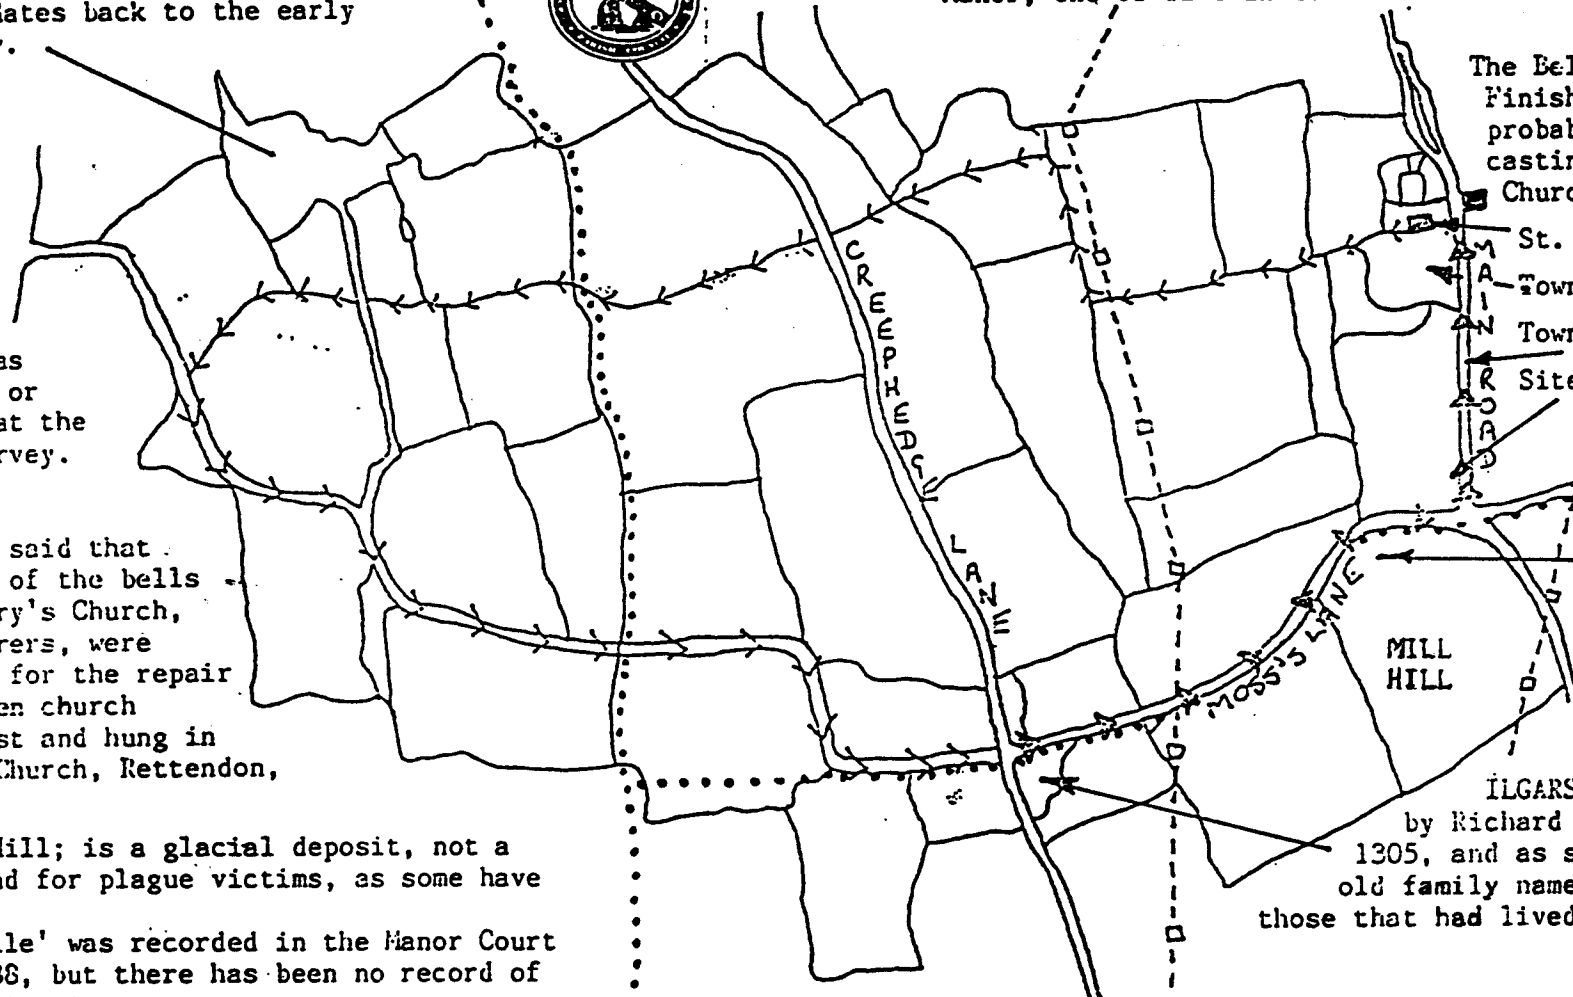 ates back to the early
The Bel
Finish
probab
castin
Churc
St.
Town
Town
Site
MAIN ROAD
CREEPHEDGE LANE
as
or
at the
rvey.
said that
of the bells
ry's Church,
rers, were
for the repair
en church
st and hung in
Church, Rettendon,
MOSS'S LANE
MILL
HILL
ILGARS
by Richard
1305, and as s
old family name
those that had lived
Hill; is a glacial deposit, not a
nd for plague victims, as some have
lle' was recorded in the Manor Court
38, but there has been no record of